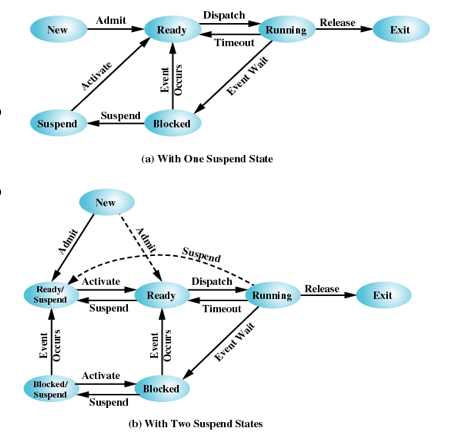 New
Admit
Ready
Dispatch
Timeout
Running
Release
Exit
Activate
Event
Occurs
Event Wait
Suspend
Suspend
Blocked
(a) With One Suspend State
New
Admit
Admit
Suspend
Ready/
Suspend
Activate
Suspend
Ready
Dispatch
Timeout
Running
Release
Exit
Event
Occurs
Event
Occurs
Event Wait
Blocked/
Suspend
Activate
Suspend
Blocked
(b) With Two Suspend States